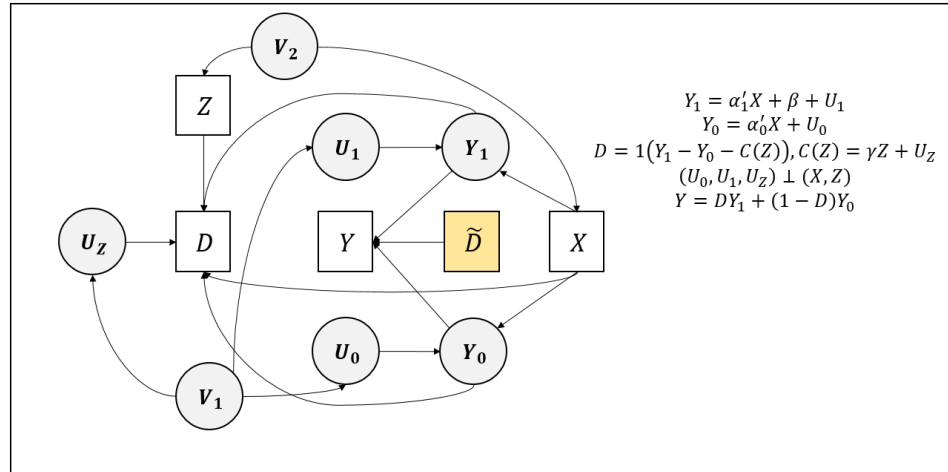 V₂
Z
U₁
Y₁
Y₁ = α′₁X + β + U₁
Y₀ = α′₀X + U₀
D = 1(Y₁ − Y₀ − C(Z)), C(Z) = γZ + U_Z
(U₀, U₁, U_Z) ⊥ (X, Z)
Y = DY₁ + (1 − D)Y₀
U_Z
D
Y
D̃
X
U₀
Y₀
V₁